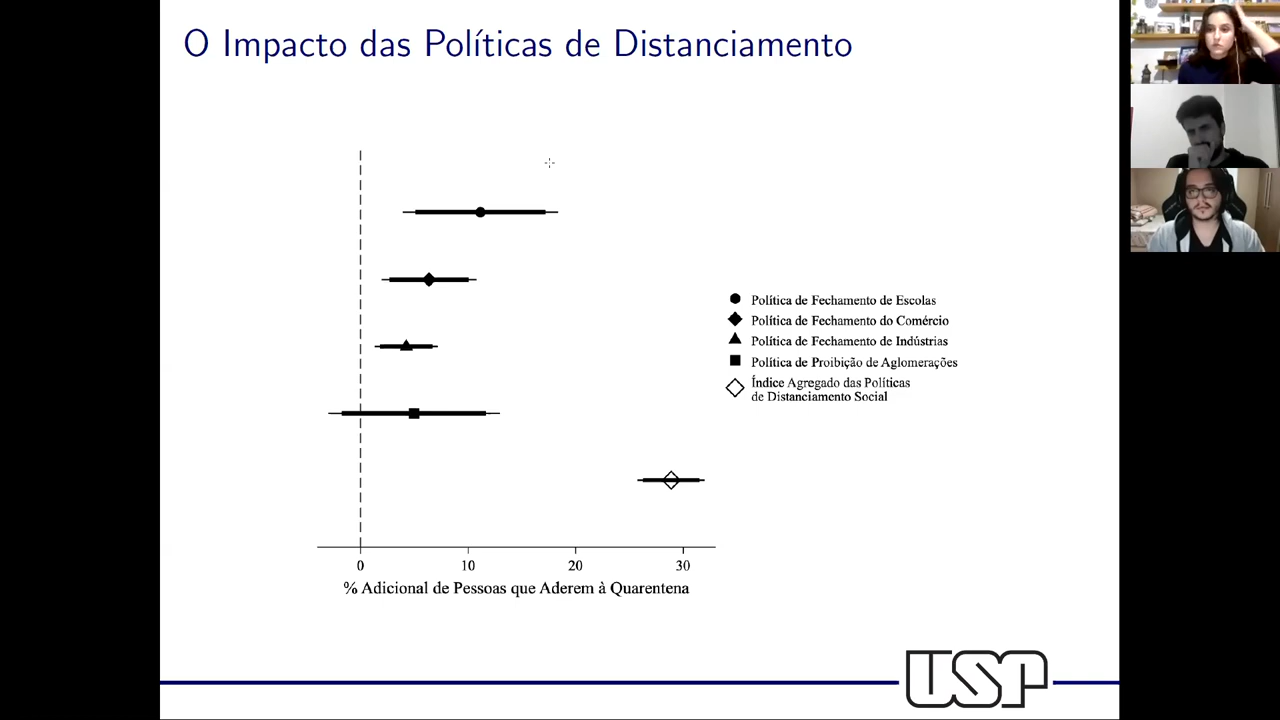 O Impacto das Políticas de Distanciamento
Política de Fechamento de Escolas
Política de Fechamento do Comércio
Política de Fechamento de Indústrias
Política de Proibição de Aglomerações
Índice Agregado das Políticas
de Distanciamento Social
0 10 20 30
% Adicional de Pessoas que Aderem à Quarentena
USP